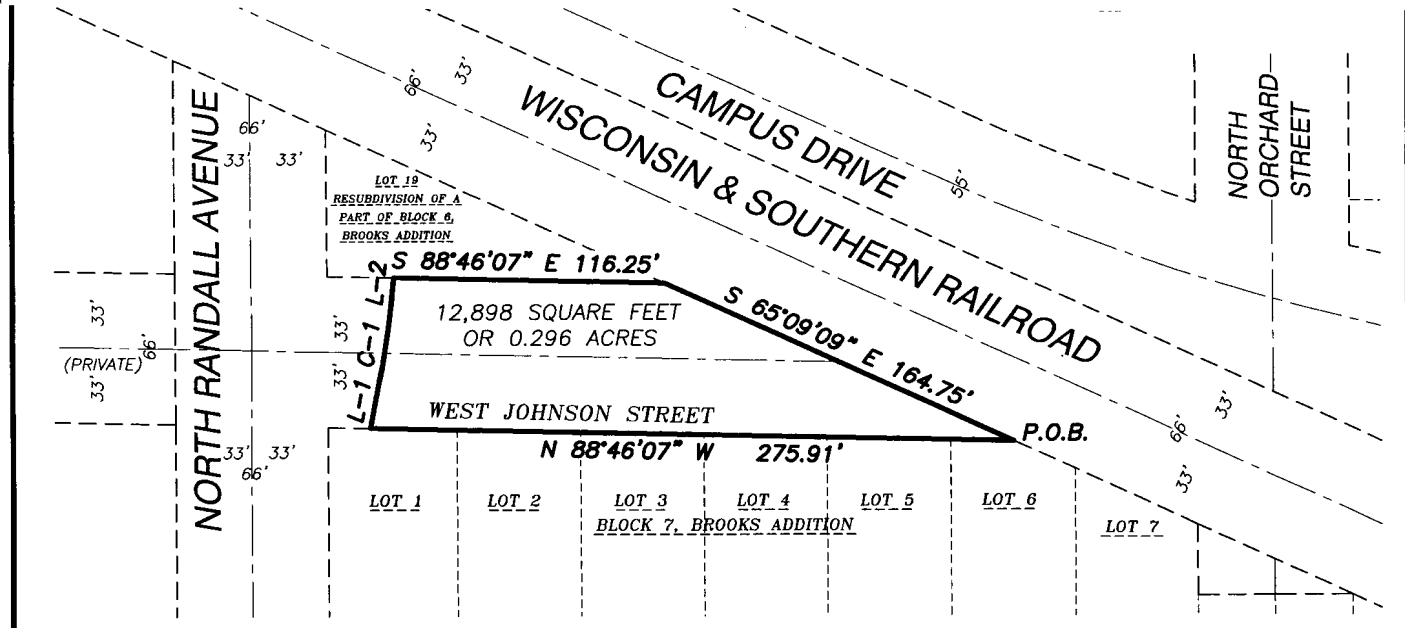 CAMPUS DRIVE
WISCONSIN & SOUTHERN RAILROAD
NORTH
ORCHARD
STREET
NORTH RANDALL AVENUE
66'
33'
33'
66'
33'
33'
55'
LOT 19
RESUBDIVISION OF A
PART OF BLOCK 6,
BROOKS ADDITION
S 88°46'07" E 116.25'
S 65°09'09" E 164.75'
12,898 SQUARE FEET
OR 0.296 ACRES
L-2
C-1
L-1
33'
33'
33'
66'
(PRIVATE)
33'
WEST JOHNSON STREET
N 88°46'07" W 275.91'
P.O.B.
33'
66'
33'
33'
33'
66'
LOT 1
LOT 2
LOT 3
LOT 4
LOT 5
LOT 6
LOT 7
BLOCK 7, BROOKS ADDITION